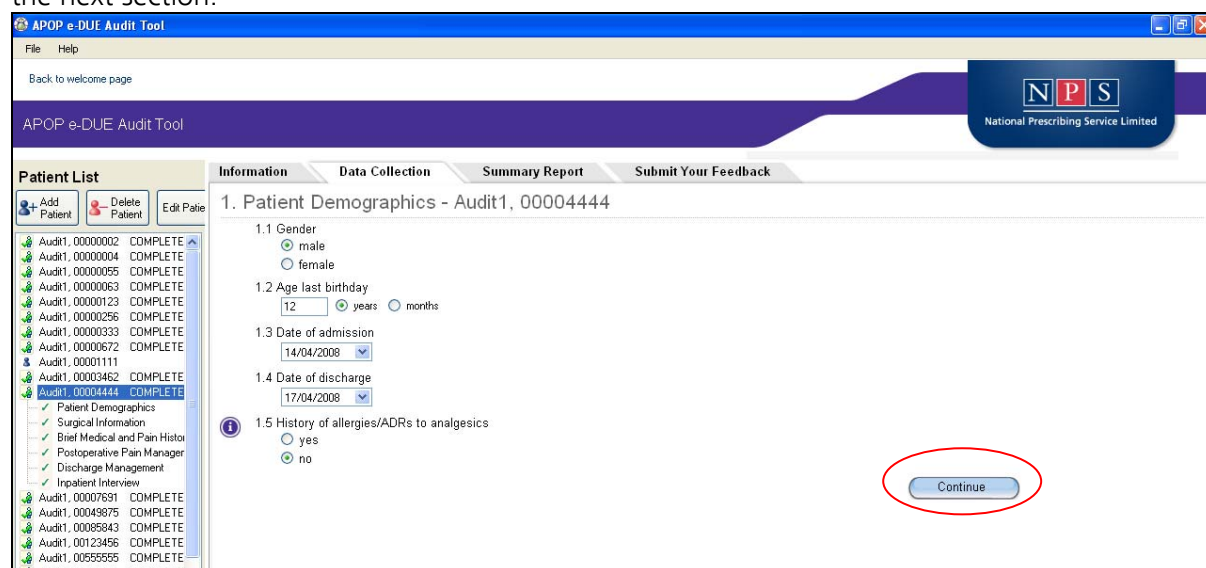 the next section.
APOP e-DUE Audit Tool
File Help
Back to welcome page
NPS
National Prescribing Service Limited
APOP e-DUE Audit Tool
Patient List
Add Patient
Delete Patient
Edit Patie
Audit1, 00000002 COMPLETE
Audit1, 00000004 COMPLETE
Audit1, 00000055 COMPLETE
Audit1, 00000063 COMPLETE
Audit1, 00000123 COMPLETE
Audit1, 00000256 COMPLETE
Audit1, 00000333 COMPLETE
Audit1, 00000672 COMPLETE
Audit1, 00001111
Audit1, 00003462 COMPLETE
Audit1, 00004444 COMPLETE
Patient Demographics
Surgical Information
Brief Medical and Pain Histor
Postoperative Pain Manager
Discharge Management
Inpatient Interview
Audit1, 00007691 COMPLETE
Audit1, 00049875 COMPLETE
Audit1, 00085843 COMPLETE
Audit1, 00123456 COMPLETE
Audit1, 00555555 COMPLETE
Information Data Collection Summary Report Submit Your Feedback
1. Patient Demographics - Audit1, 00004444
1.1 Gender
male
female
1.2 Age last birthday
12 years months
1.3 Date of admission
14/04/2008
1.4 Date of discharge
17/04/2008
1.5 History of allergies/ADRs to analgesics
yes
no
Continue